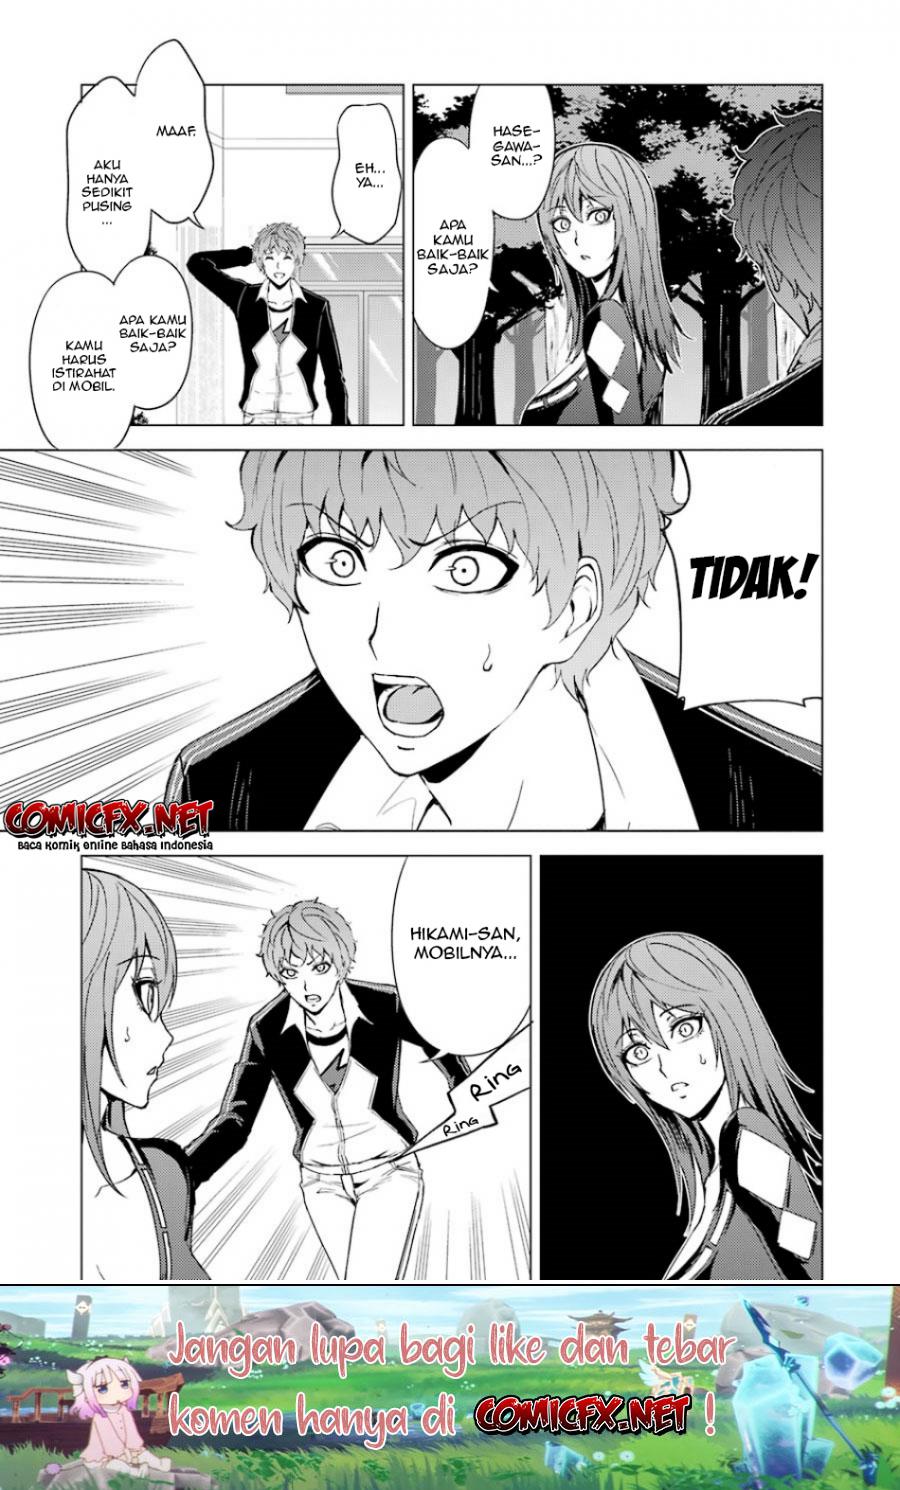 HASE-
GAWA-
SAN...?
APA
KAMU
BAIK-BAIK
SAJA?
EH...
YA...
MAAF.
AKU
HANYA
SEDIKIT
PUSING
...
APA KAMU
BAIK-BAIK
SAJA?
KAMU
HARUS
ISTIRAHAT
DI MOBIL.
TIDAK!
COMICFX.NET
Baca Komik Online Bahasa Indonesia
HIKAMI-SAN,
MOBILNYA...
RING
RING
Jangan lupa bagi like dan tebar
komen hanya di COMICFX.NET !